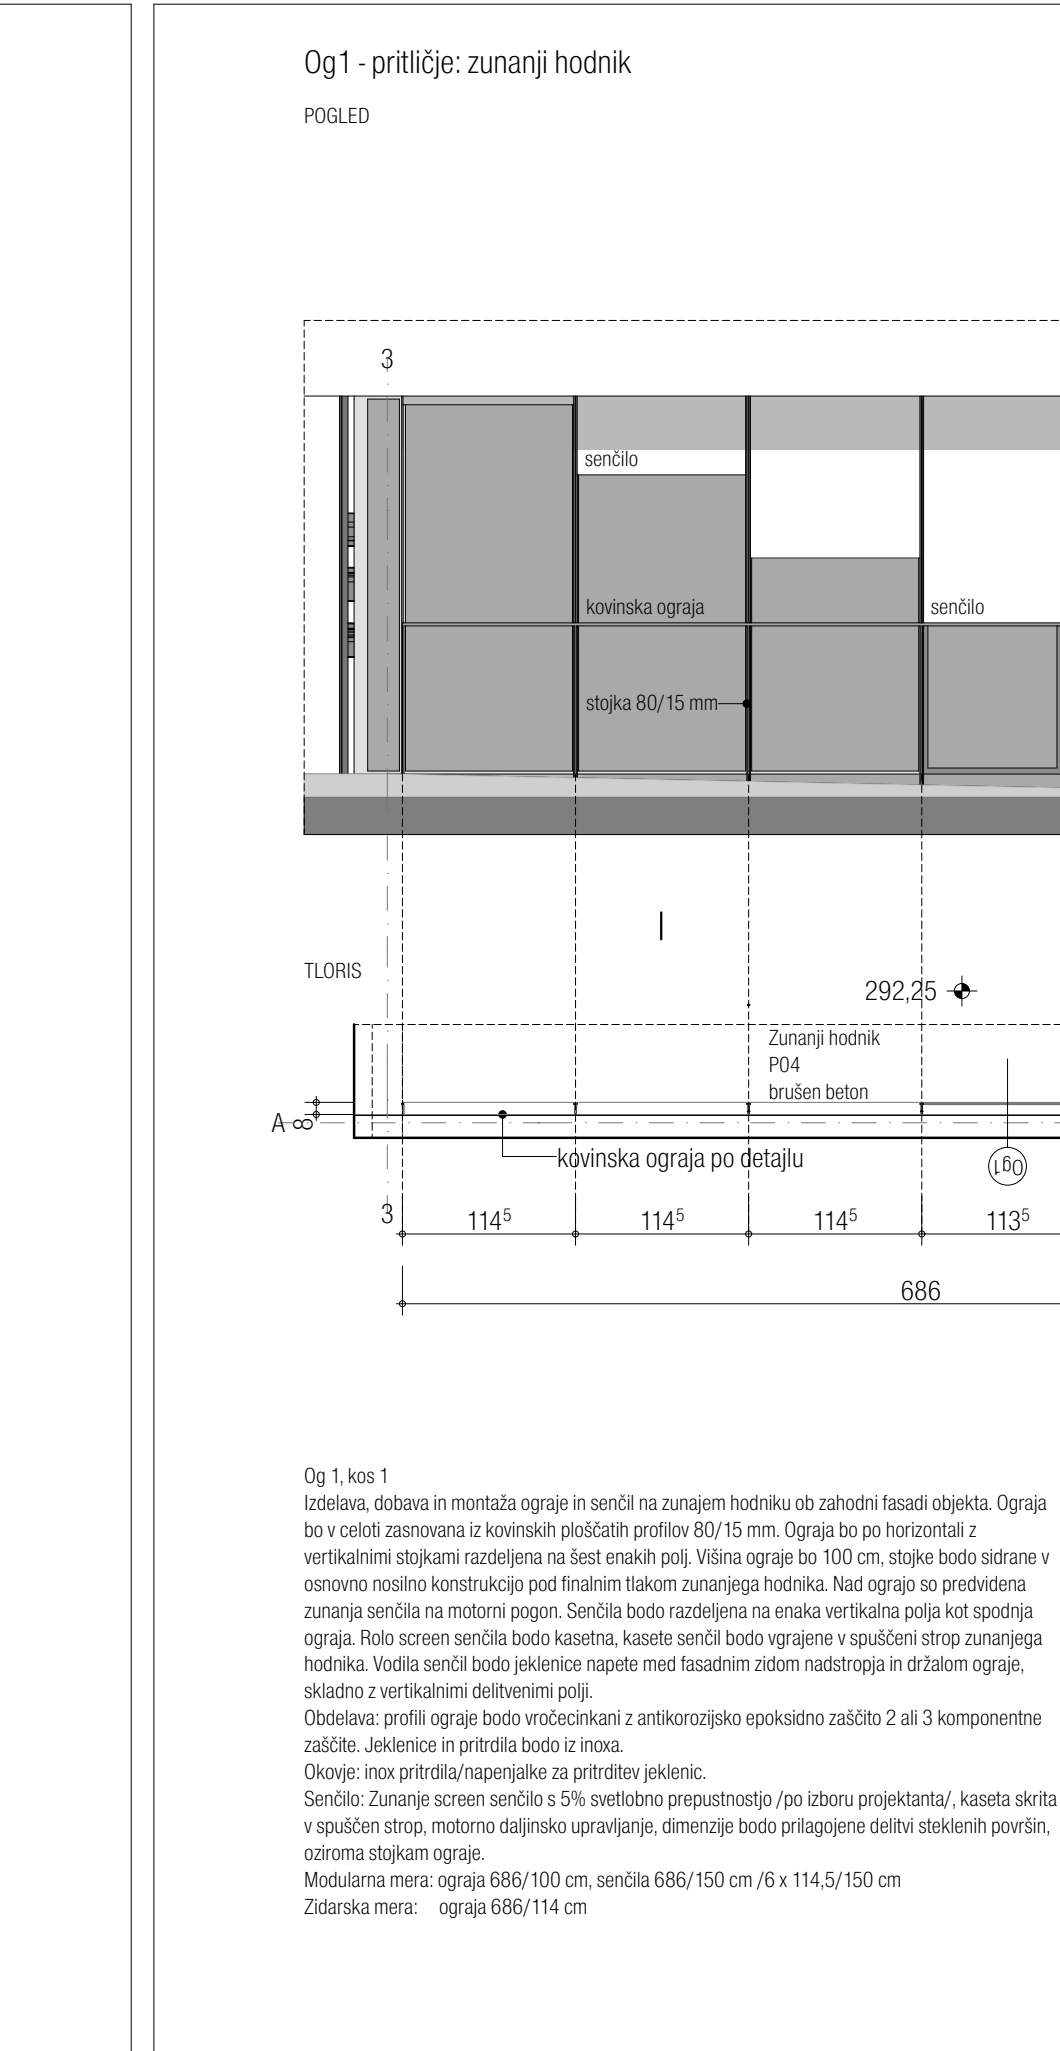 Og1 - pritličje: zunanji hodnik
POGLED
3
senčilo
kovinska ograja
senčilo
stojka 80/15 mm
TLORIS
292,25
Zunanji hodnik
P04
brušen beton
A
8
kovinska ograja po detajlu
Og1
3
114⁵
114⁵
114⁵
113⁵
686
Og 1, kos 1
Izdelava, dobava in montaža ograje in senčil na zunajem hodniku ob zahodni fasadi objekta. Ograja
bo v celoti zasnovana iz kovinskih ploščatih profilov 80/15 mm. Ograja bo po horizontali z
vertikalnimi stojkami razdeljena na šest enakih polj. Višina ograje bo 100 cm, stojke bodo sidrane v
osnovno nosilno konstrukcijo pod finalnim tlakom zunanjega hodnika. Nad ograjo so predvidena
zunanja senčila na motorni pogon. Senčila bodo razdeljena na enaka vertikalna polja kot spodnja
ograja. Rolo screen senčila bodo kasetna, kasete senčil bodo vgrajene v spuščeni strop zunanjega
hodnika. Vodila senčil bodo jeklenice napete med fasadnim zidom nadstropja in držalom ograje,
skladno z vertikalnimi delitvenimi polji.
Obdelava: profili ograje bodo vročecinkani z antikorozijsko epoksidno zaščito 2 ali 3 komponentne
zaščite. Jeklenice in pritrdila bodo iz inoxa.
Okovje: inox pritrdila/napenjalke za pritrditev jeklenic.
Senčilo: Zunanje screen senčilo s 5% svetlobno prepustnostjo /po izboru projektanta/, kaseta skrita
v spuščen strop, motorno daljinsko upravljanje, dimenzije bodo prilagojene delitvi steklenih površin,
oziroma stojkam ograje.
Modularna mera: ograja 686/100 cm, senčila 686/150 cm /6 x 114,5/150 cm
Zidarska mera: ograja 686/114 cm